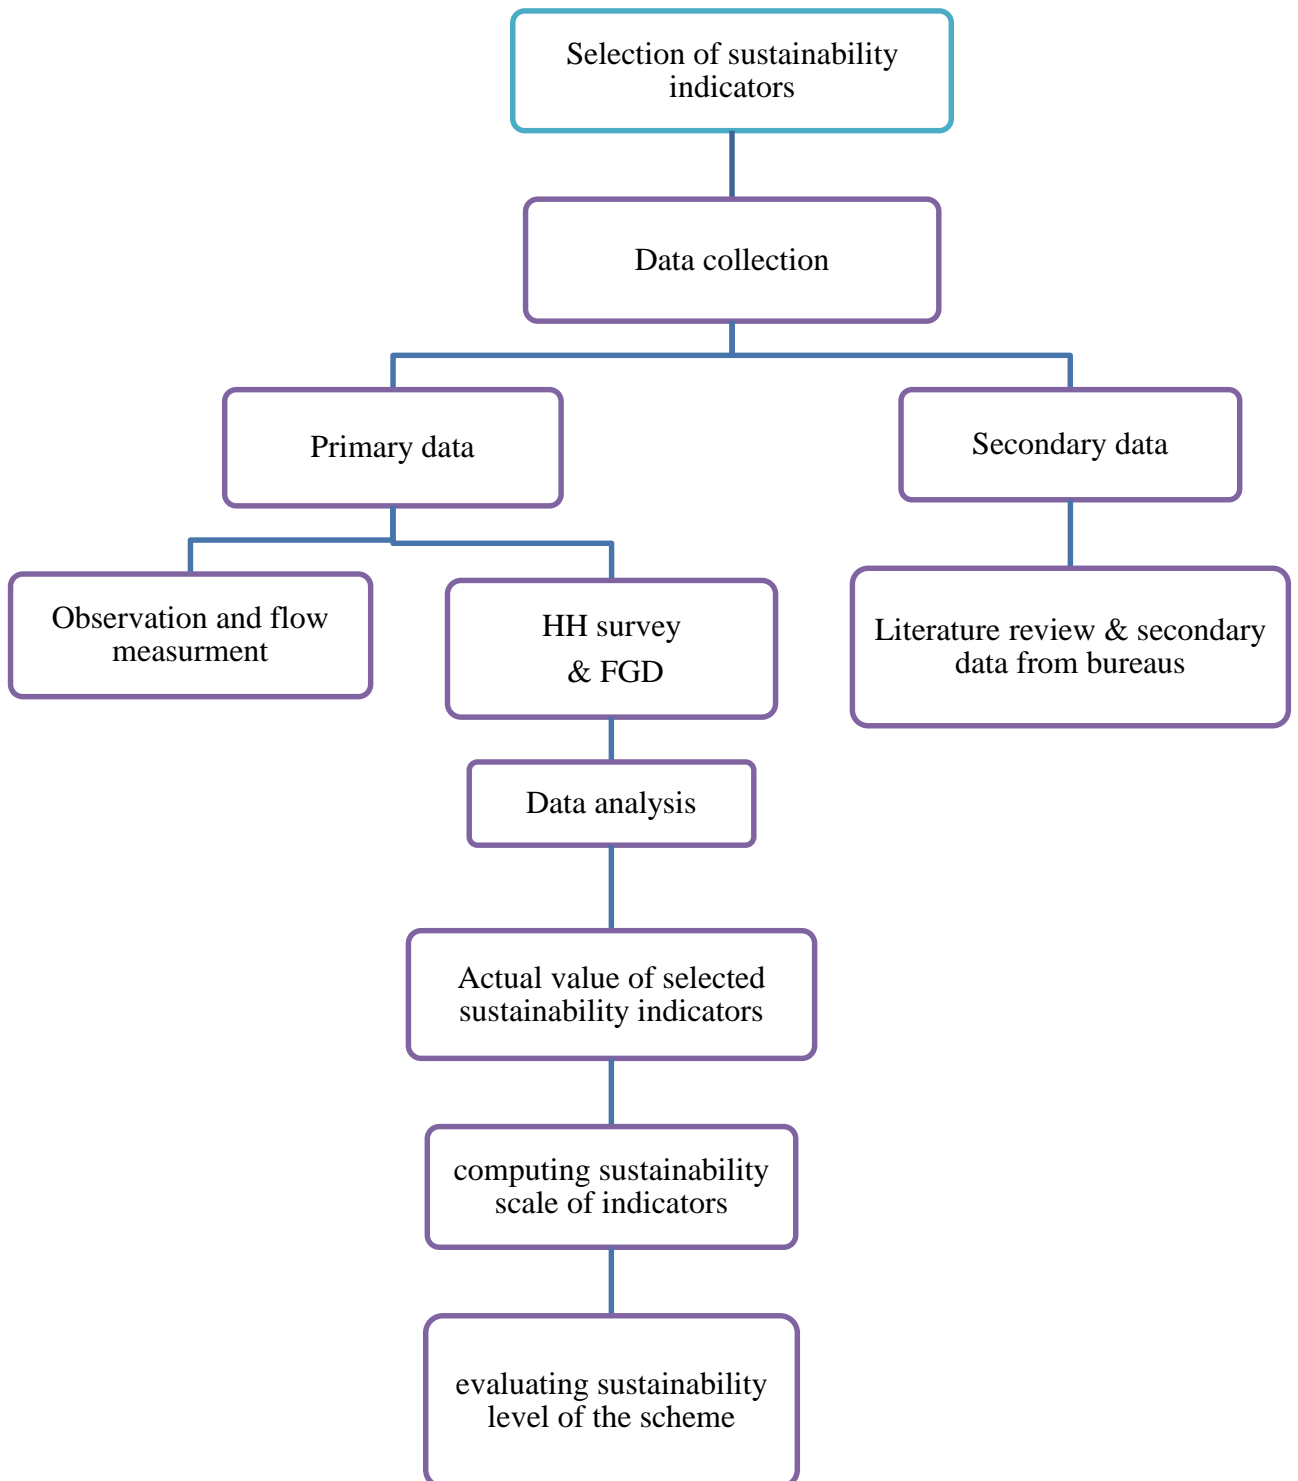 Selection of sustainability
indicators
Data collection
Primary data
Secondary data
Observation and flow
measurment
HH survey
& FGD
Literature review & secondary
data from bureaus
Data analysis
Actual value of selected
sustainability indicators
computing sustainability
scale of indicators
evaluating sustainability
level of the scheme